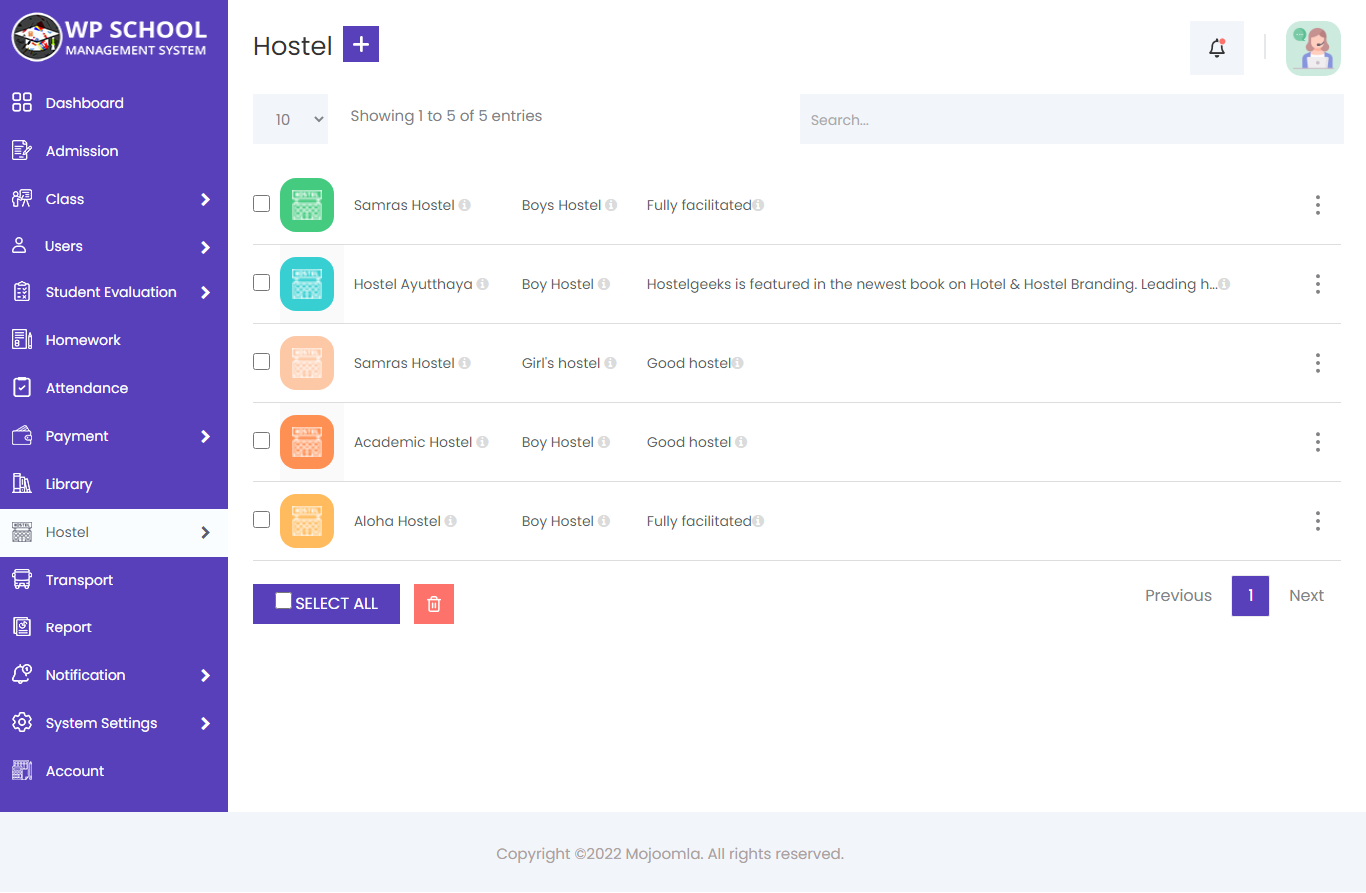 WP SCHOOL
MANAGEMENT SYSTEM
Dashboard
Admission
Class
Users
Student Evaluation
Homework
Attendance
Payment
Library
Hostel
Transport
Report
Notification
System Settings
Account
Hostel +
10
Showing 1 to 5 of 5 entries
Search...
HOSTEL Samras Hostel Boys Hostel Fully facilitated
HOSTEL Hostel Ayutthaya Boy Hostel Hostelgeeks is featured in the newest book on Hotel & Hostel Branding. Leading h...
HOSTEL Samras Hostel Girl's hostel Good hostel
HOSTEL Academic Hostel Boy Hostel Good hostel
HOSTEL Aloha Hostel Boy Hostel Fully facilitated
SELECT ALL
Previous 1 Next
Copyright ©2022 Mojoomla. All rights reserved.